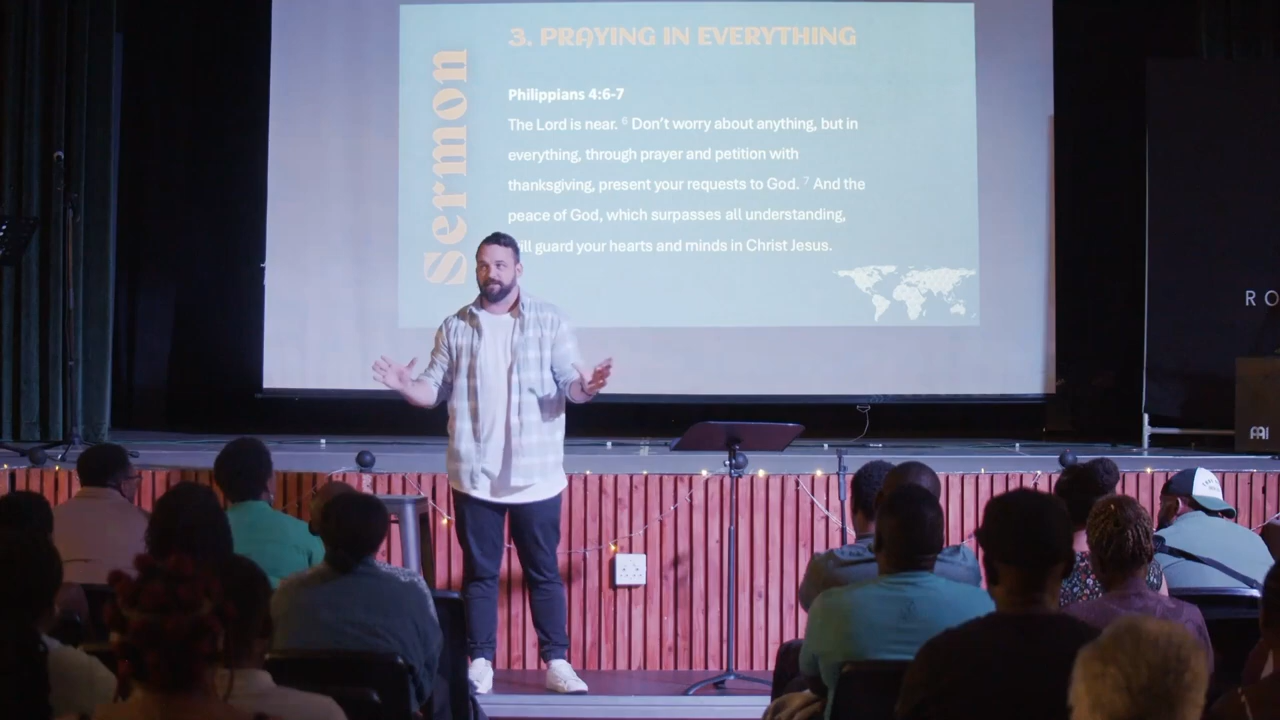 Sermon
3. PRAYING IN EVERYTHING
Philippians 4:6-7
The Lord is near. ⁶ Don't worry about anything, but in
everything, through prayer and petition with
thanksgiving, present your requests to God. ⁷ And the
peace of God, which surpasses all understanding,
guard your hearts and minds in Christ Jesus.
R O